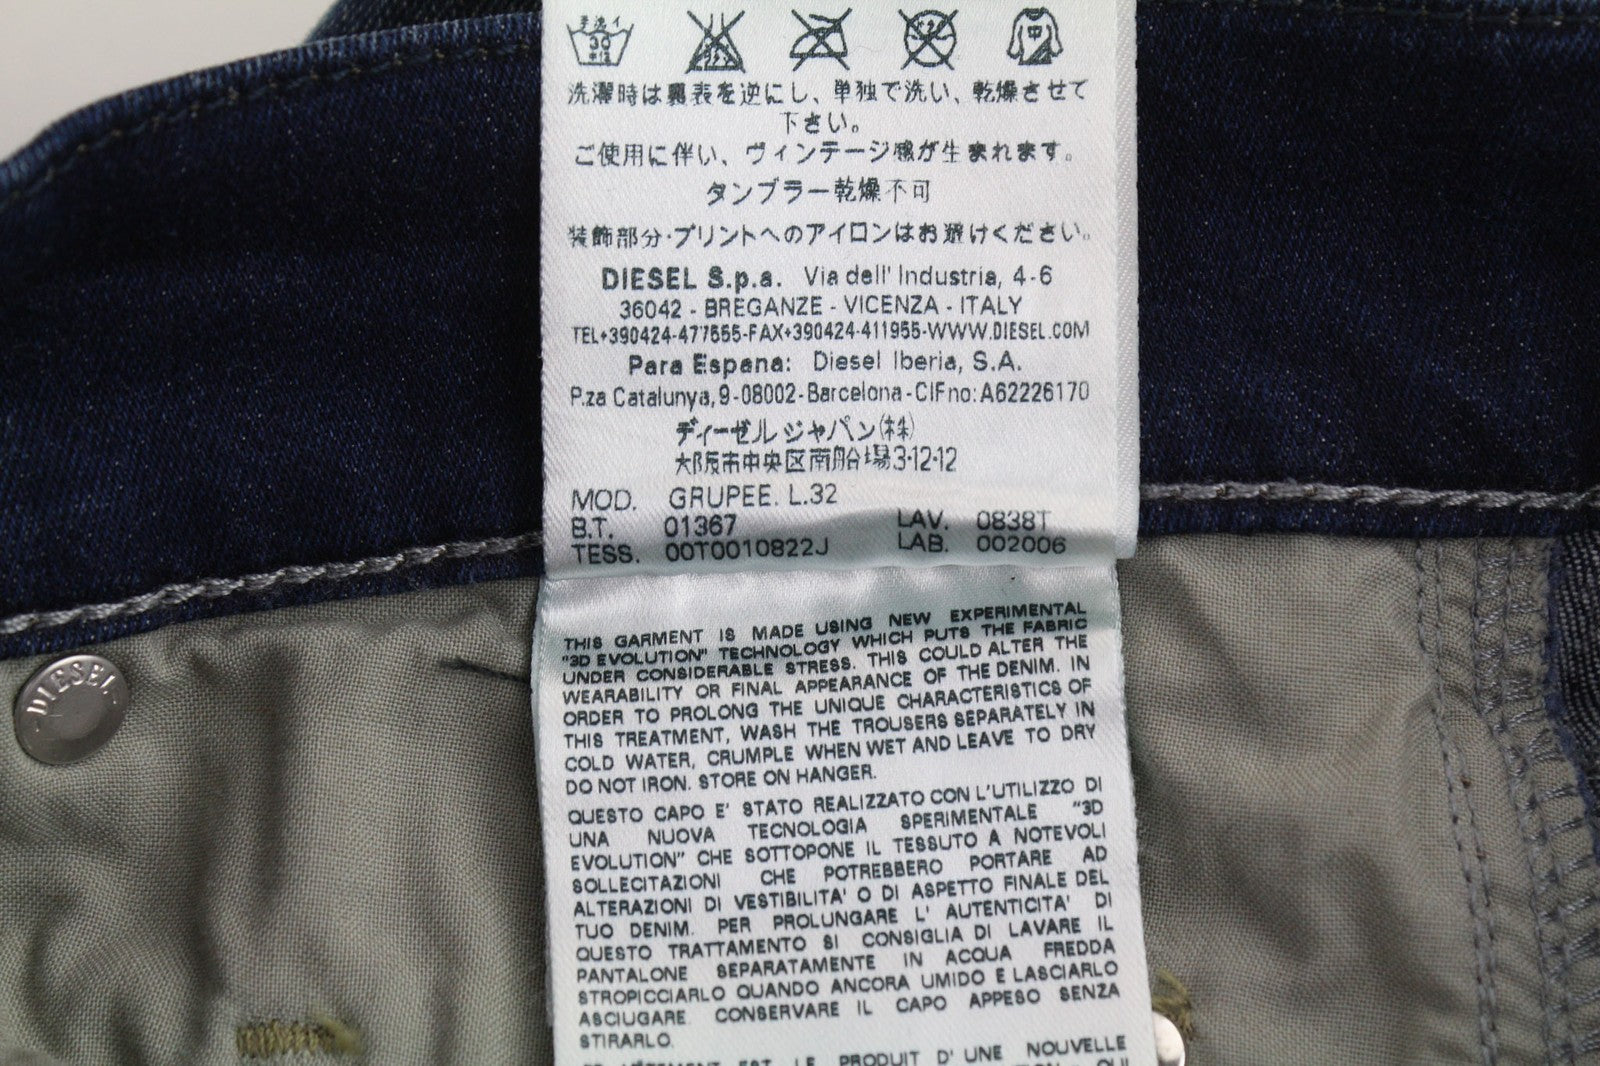 手洗イ
30
中性
中
洗濯時は裏表を逆にし、単独で洗い、乾燥させて
下さい。
ご使用に伴い、ヴィンテージ感が生まれます。
タンブラー乾燥不可
装飾部分・プリントへのアイロンはお避けください。
DIESEL S.p.a. Via dell' Industria, 4-6
36042 - BREGANZE - VICENZA - ITALY
TEL+390424-477555-FAX+390424-411955-WWW.DIESEL.COM
Para Espana: Diesel Iberia, S.A.
P.za Catalunya, 9-08002-Barcelona-CIF no: A62226170
ディーゼルジャパン(株)
大阪市中央区南船場3-12-12
MOD. GRUPEE. L.32
B.T. 01367 LAV. 0838T
TESS. 00T0010822J LAB. 002006
THIS GARMENT IS MADE USING NEW EXPERIMENTAL
"3D EVOLUTION" TECHNOLOGY WHICH PUTS THE FABRIC
UNDER CONSIDERABLE STRESS. THIS COULD ALTER THE
WEARABILITY OR FINAL APPEARANCE OF THE DENIM. IN
ORDER TO PROLONG THE UNIQUE CHARACTERISTICS OF
THIS TREATMENT, WASH THE TROUSERS SEPARATELY IN
COLD WATER, CRUMPLE WHEN WET AND LEAVE TO DRY
DO NOT IRON. STORE ON HANGER.
QUESTO CAPO E' STATO REALIZZATO CON L'UTILIZZO DI
UNA NUOVA TECNOLOGIA SPERIMENTALE "3D
EVOLUTION" CHE SOTTOPONE IL TESSUTO A NOTEVOLI
SOLLECITAZIONI CHE POTREBBERO PORTARE AD
ALTERAZIONI DI VESTIBILITA' O DI ASPETTO FINALE DEL
TUO DENIM. PER PROLUNGARE L' AUTENTICITA' DI
QUESTO TRATTAMENTO SI CONSIGLIA DI LAVARE IL
PANTALONE SEPARATAMENTE IN ACQUA FREDDA
STROPICCIARLO QUANDO ANCORA UMIDO E LASCIARLO
ASCIUGARE. CONSERVARE IL CAPO APPESO SENZA
STIRARLO.
VÊTEMENT EST LE PRODUIT D' UNE NOUVELLE
QUI
DIESEL